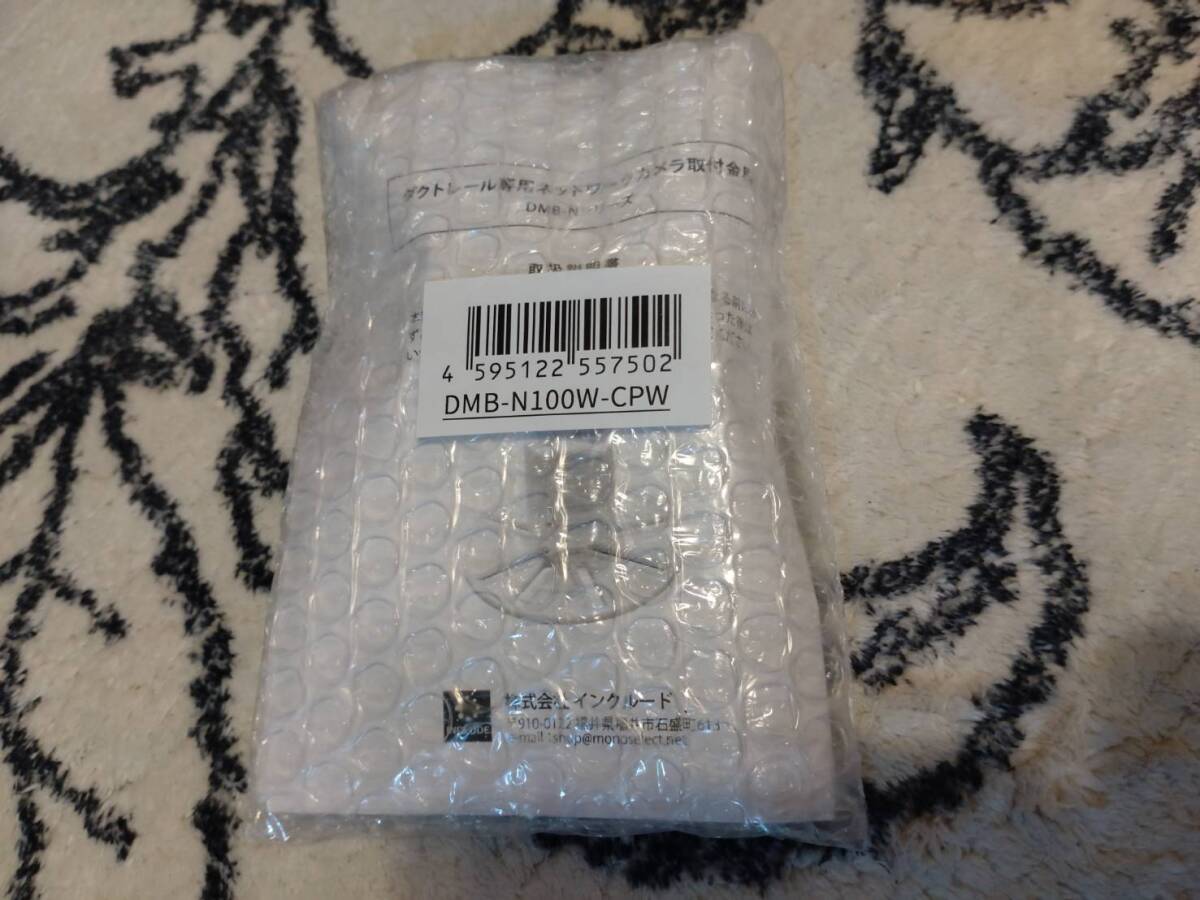 ダクトレール専用ネットワークカメラ取付金具
DMB-Nシリーズ
取扱説明書
4 595122 557502
DMB-N100W-CPW
INCLUDE
株式会社インクルード
〒910-0122 福井県福井市石盛町613
e-mail : shop@monoselect.net